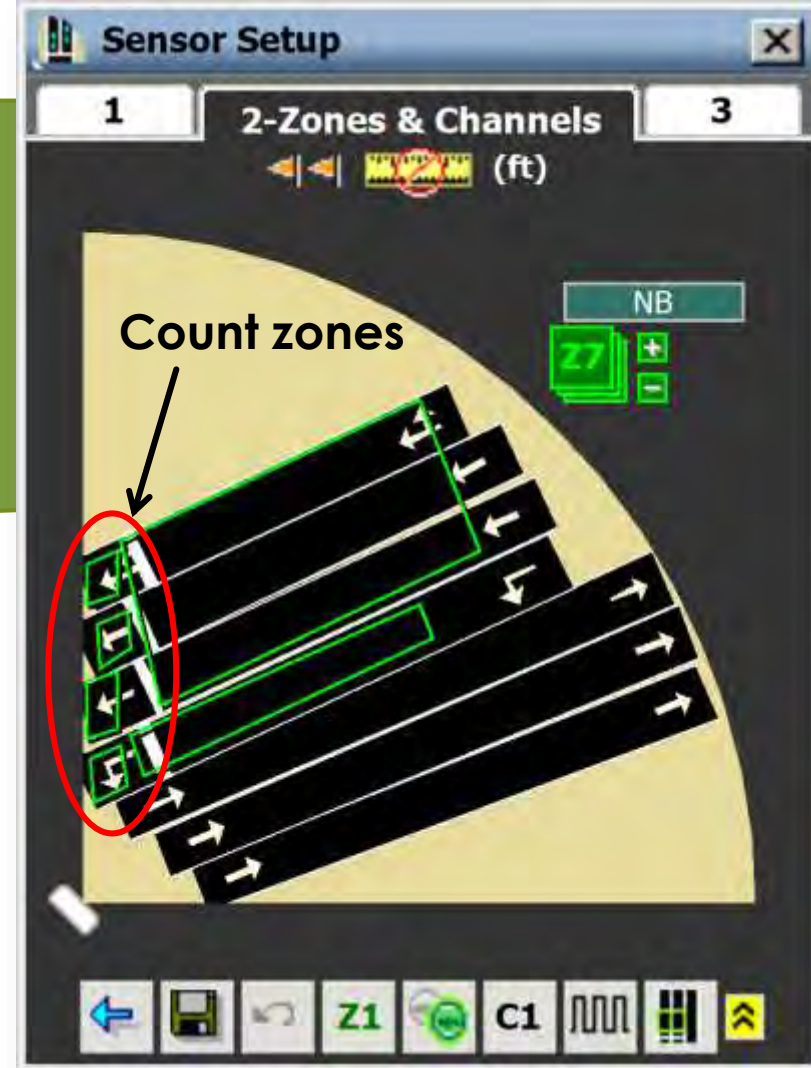 Sensor Setup
1
2-Zones & Channels
3
(ft)
NB
Z7
Count zones
Z1
C1